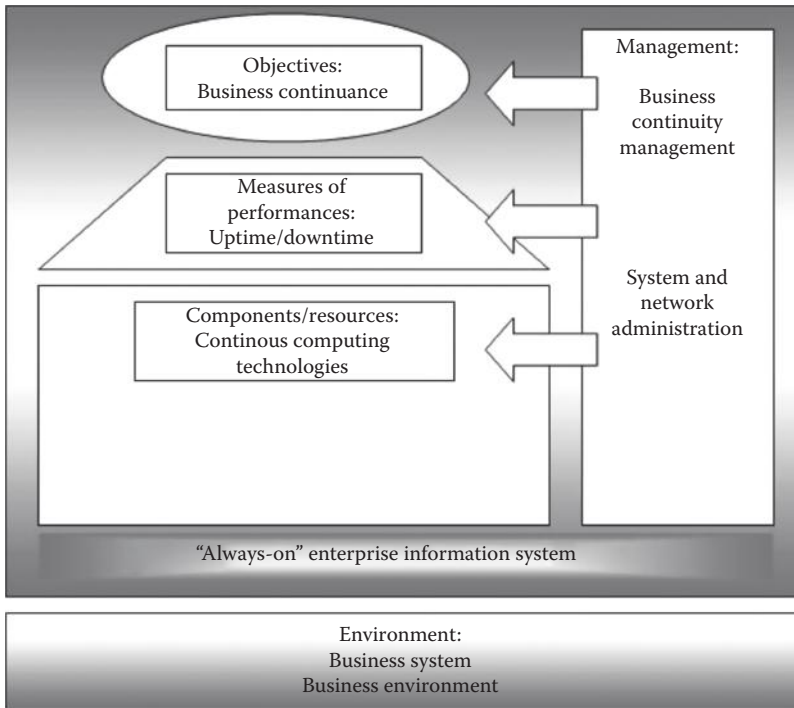 Objectives:
Business continuance
Measures of
performances:
Uptime/downtime
Components/resources:
Continous computing
technologies
Management:
Business
continuity
management
System and
network
administration
“Always-on” enterprise information system
Environment:
Business system
Business environment